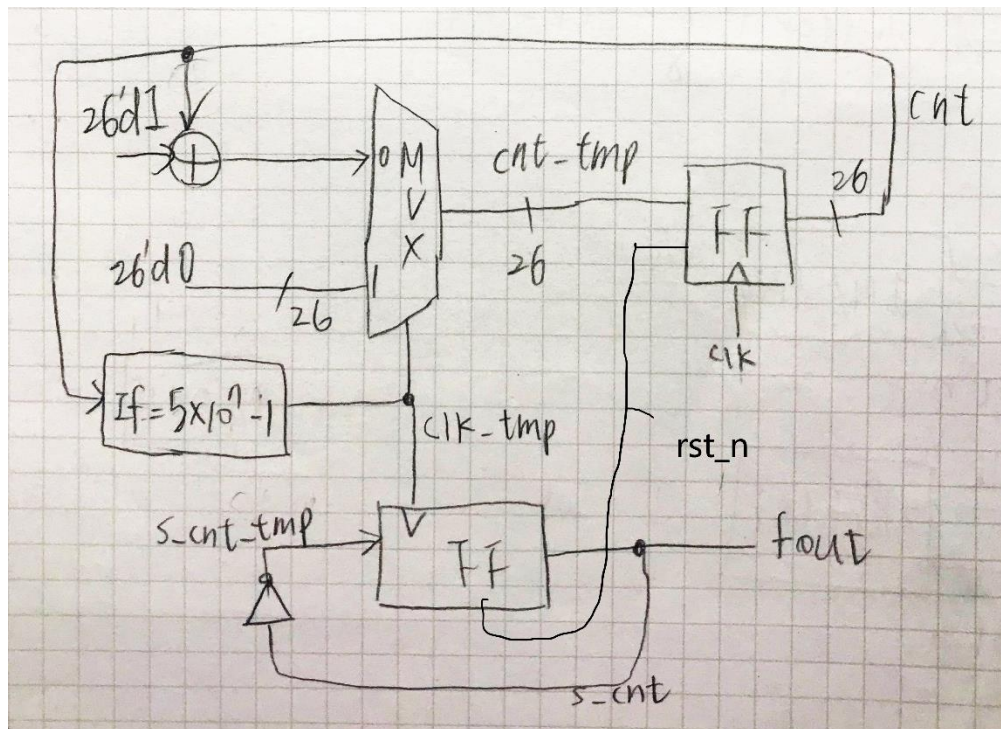 cnt
26'd1
0 M
U
X
cnt_tmp
26
FF
26'd0
26
26
1
clk
If = 5X10^7-1
clk_tmp
rst_n
s_cnt_tmp
FF
fout
s_cnt